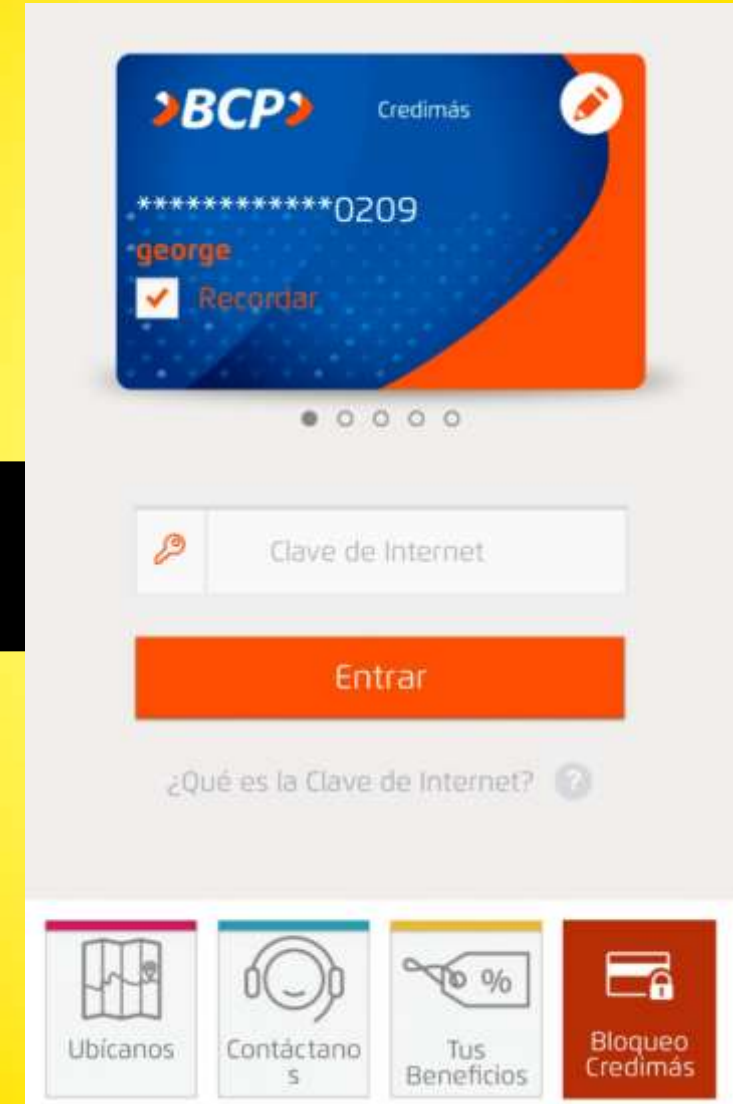 BCP
Credimás
************0209
george
Recordar
Clave de Internet
Entrar
¿Qué es la Clave de Internet? ?
Ubícanos
Contáctano
s
%
Tus
Beneficios
Bloqueo
Credimás